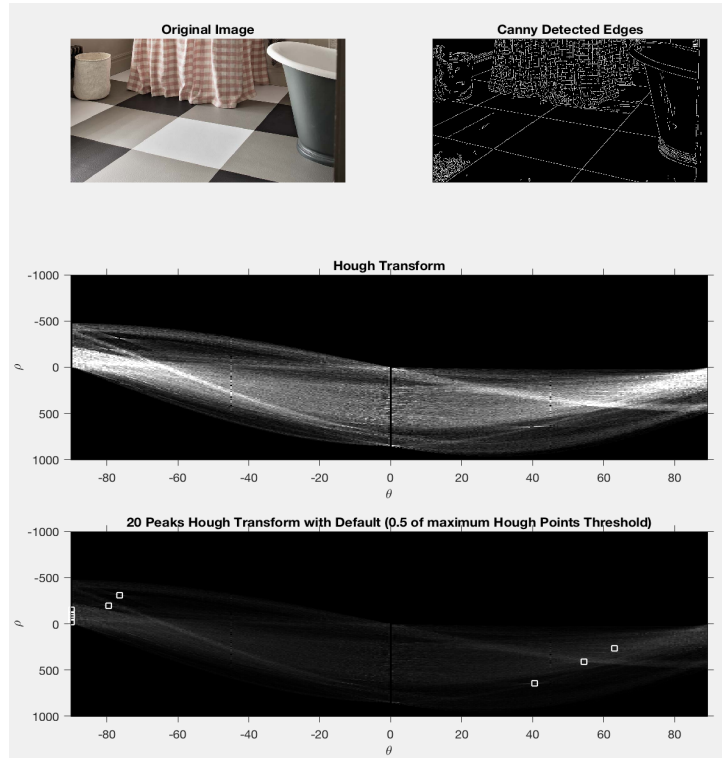 Original Image
Canny Detected Edges
Hough Transform
-1000
-500
0
500
1000
ρ
-80 -60 -40 -20 0 20 40 60 80
θ
20 Peaks Hough Transform with Default (0.5 of maximum Hough Points Threshold)
-1000
-500
0
500
1000
ρ
-80 -60 -40 -20 0 20 40 60 80
θ